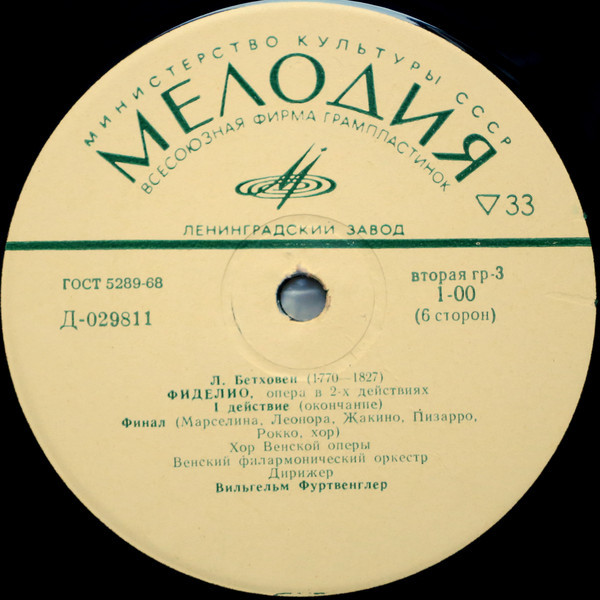 МИНИСТЕРСТВО КУЛЬТУРЫ СССР
МЕЛОДИЯ
ВСЕСОЮЗНАЯ ФИРМА ГРАМПЛАСТИНОК
33
ЛЕНИНГРАДСКИЙ ЗАВОД
ГОСТ 5289-68
вторая гр-3
1-00
Д-029811
(6 сторон)
Л. Бетховен (1770—1827)
ФИДЕЛИО, опера в 2-х действиях
I действие (окончание)
Финал (Марселина, Леонора, Жакино, Пизарро,
Рокко, хор)
Хор Венской оперы
Венский филармонический оркестр
Дирижер
Вильгельм Фуртвенглер